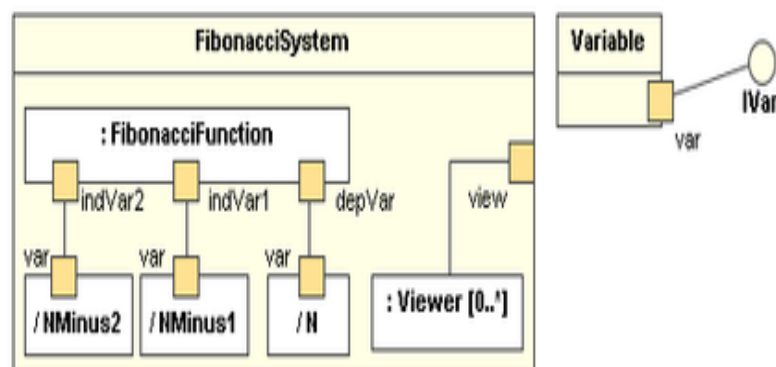 FibonacciSystem
: FibonacciFunction
indVar2
indVar1
depVar
view
var
var
var
/ NMinus2
/ NMinus1
/ N
: Viewer [0..*]
Variable
IVar
var